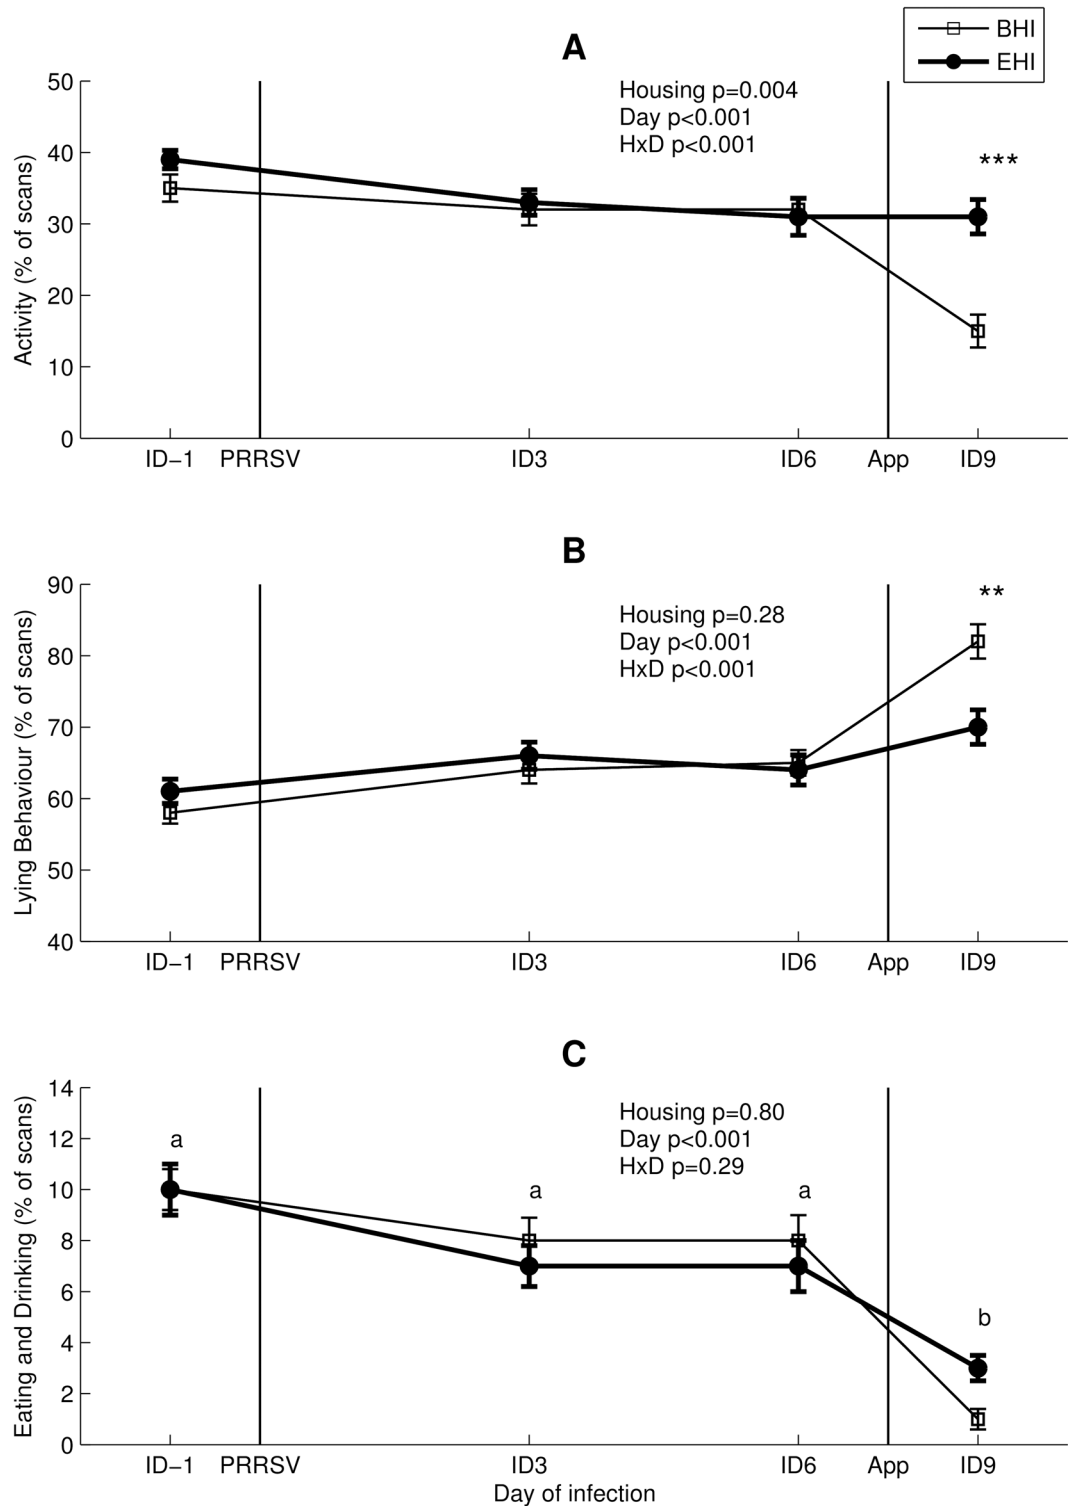 BHI
EHI
A
50
40
30
20
10
0
Activity (% of scans)
Housing p=0.004
Day p<0.001
HxD p<0.001
***
ID−1 PRRSV ID3 ID6 App ID9
B
90
80
70
60
50
40
Lying Behaviour (% of scans)
Housing p=0.28
Day p<0.001
HxD p<0.001
**
ID−1 PRRSV ID3 ID6 App ID9
C
14
12
10
8
6
4
2
0
Eating and Drinking (% of scans)
Housing p=0.80
Day p<0.001
HxD p=0.29
a
a
a
b
ID−1 PRRSV ID3 ID6 App ID9
Day of infection